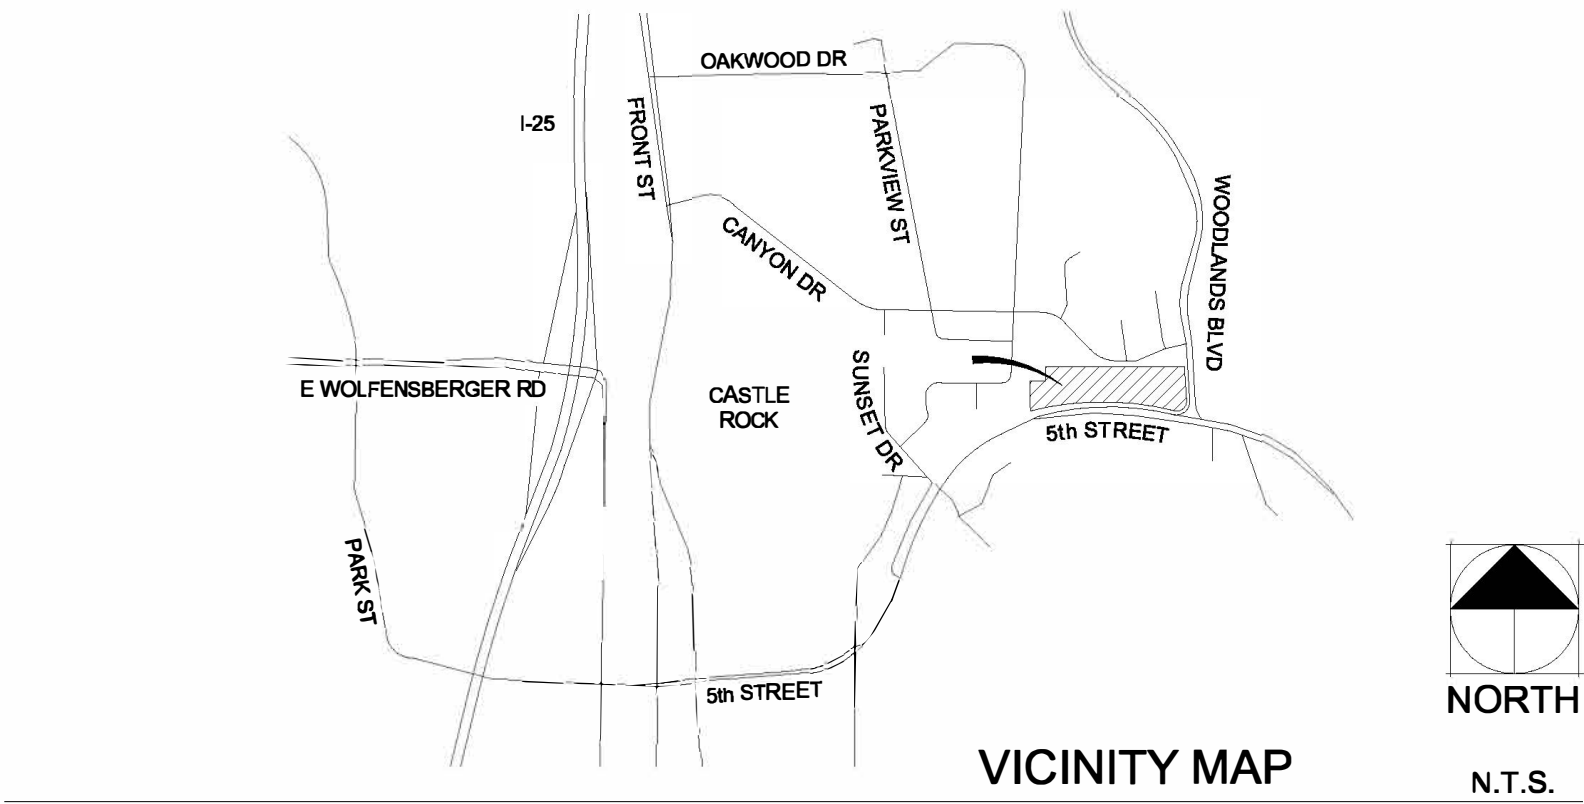 OAKWOOD DR
I-25
FRONT ST
PARKVIEW ST
WOODLANDS BLVD
CANYON DR
E WOLFENSBERGER RD
CASTLE
ROCK
SUNSET DR
5th STREET
PARK ST
5th STREET
NORTH
VICINITY MAP
N.T.S.